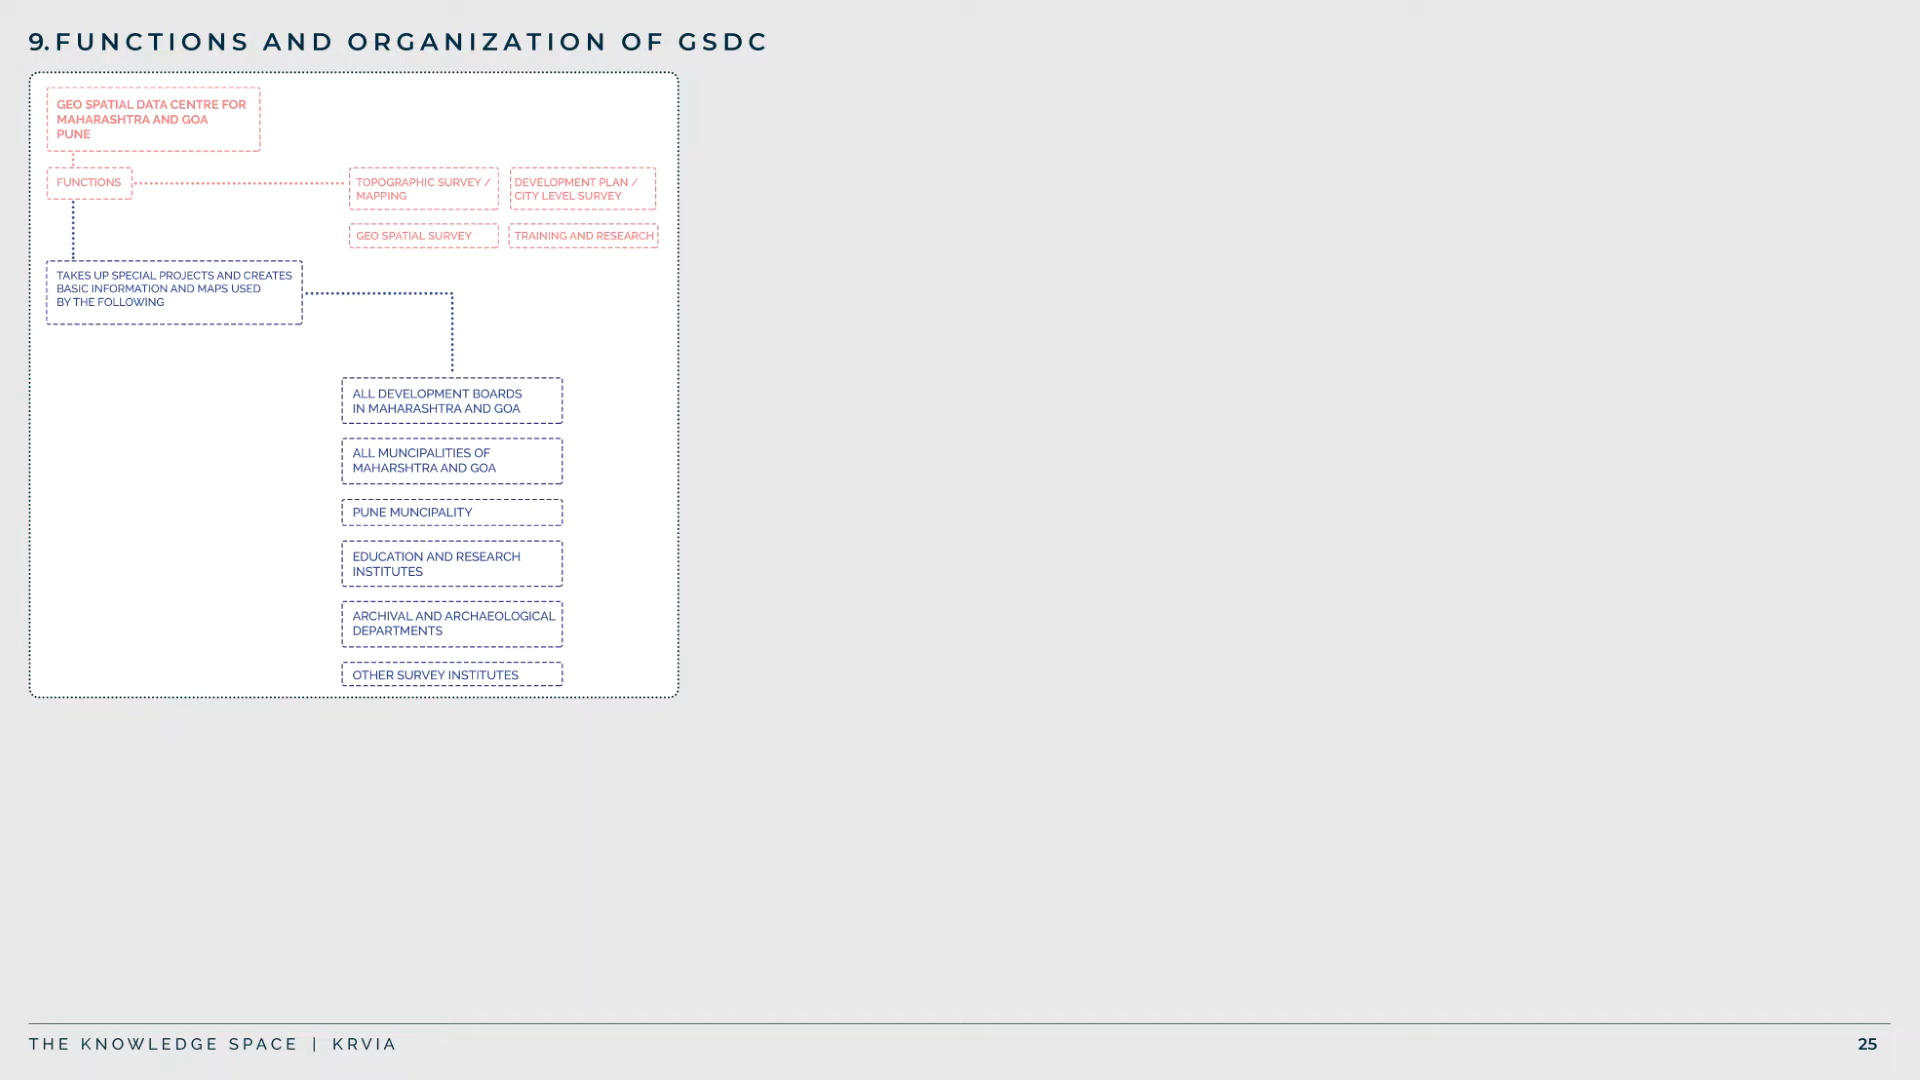 9. FUNCTIONS AND ORGANIZATION OF GSDC
GEO SPATIAL DATA CENTRE FOR
MAHARASHTRA AND GOA
PUNE
FUNCTIONS
TOPOGRAPHIC SURVEY /
MAPPING
DEVELOPMENT PLAN /
CITY LEVEL SURVEY
GEO SPATIAL SURVEY
TRAINING AND RESEARCH
TAKES UP SPECIAL PROJECTS AND CREATES
BASIC INFORMATION AND MAPS USED
BY THE FOLLOWING
ALL DEVELOPMENT BOARDS
IN MAHARASHTRA AND GOA
ALL MUNCIPALITIES OF
MAHARSHTRA AND GOA
PUNE MUNCIPALITY
EDUCATION AND RESEARCH
INSTITUTES
ARCHIVAL AND ARCHAEOLOGICAL
DEPARTMENTS
OTHER SURVEY INSTITUTES
THE KNOWLEDGE SPACE | KRVIA
25